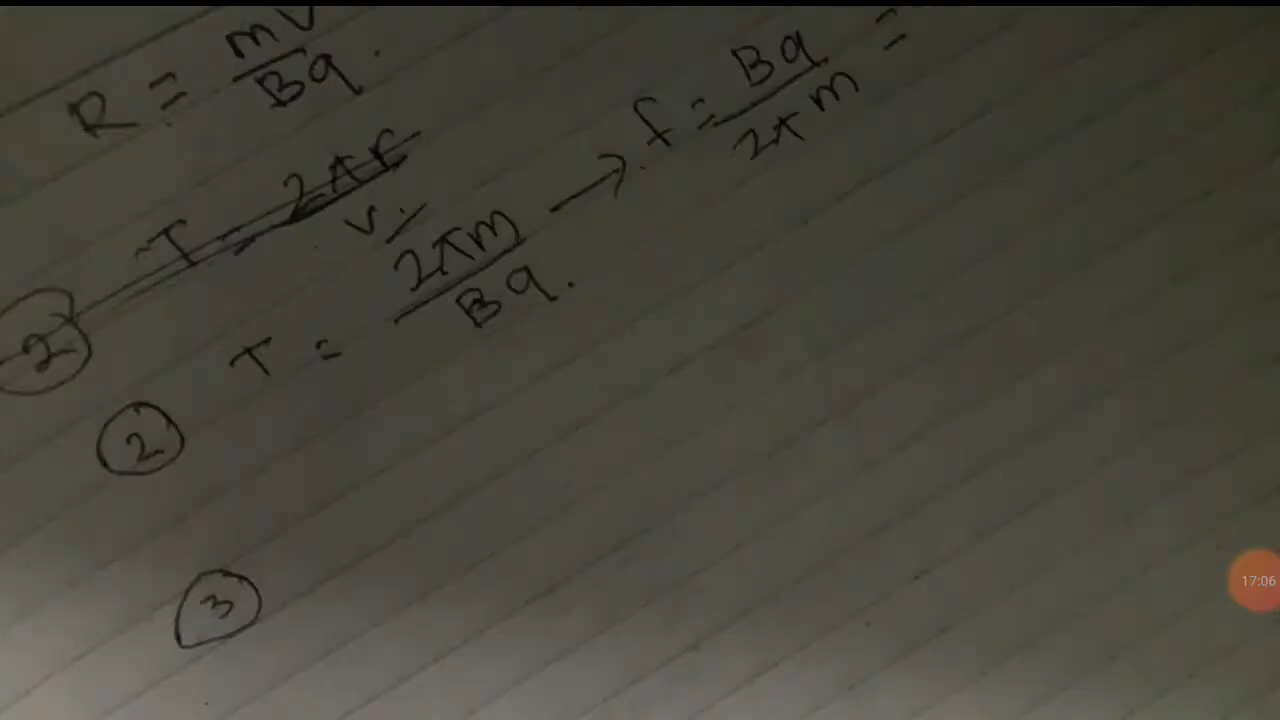 R = mv/Bq.
T = 2πr/v.
T = 2πm/Bq. → f = Bq/2πm =
2
2
3
17:06